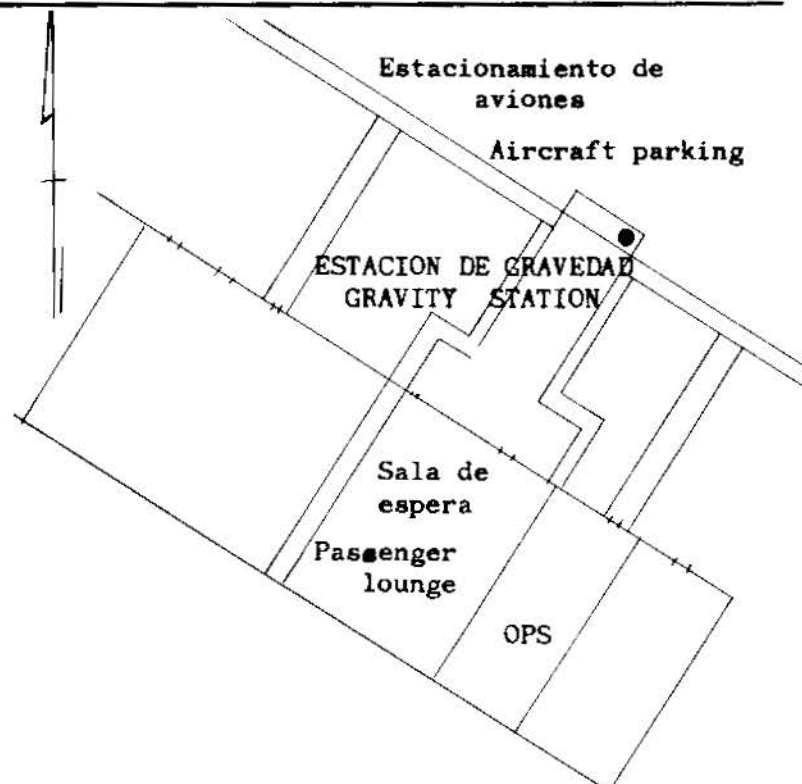 Estacionamiento de
aviones
Aircraft parking
ESTACION DE GRAVEDAD
GRAVITY STATION
Sala de
espera
Passenger
lounge
OPS